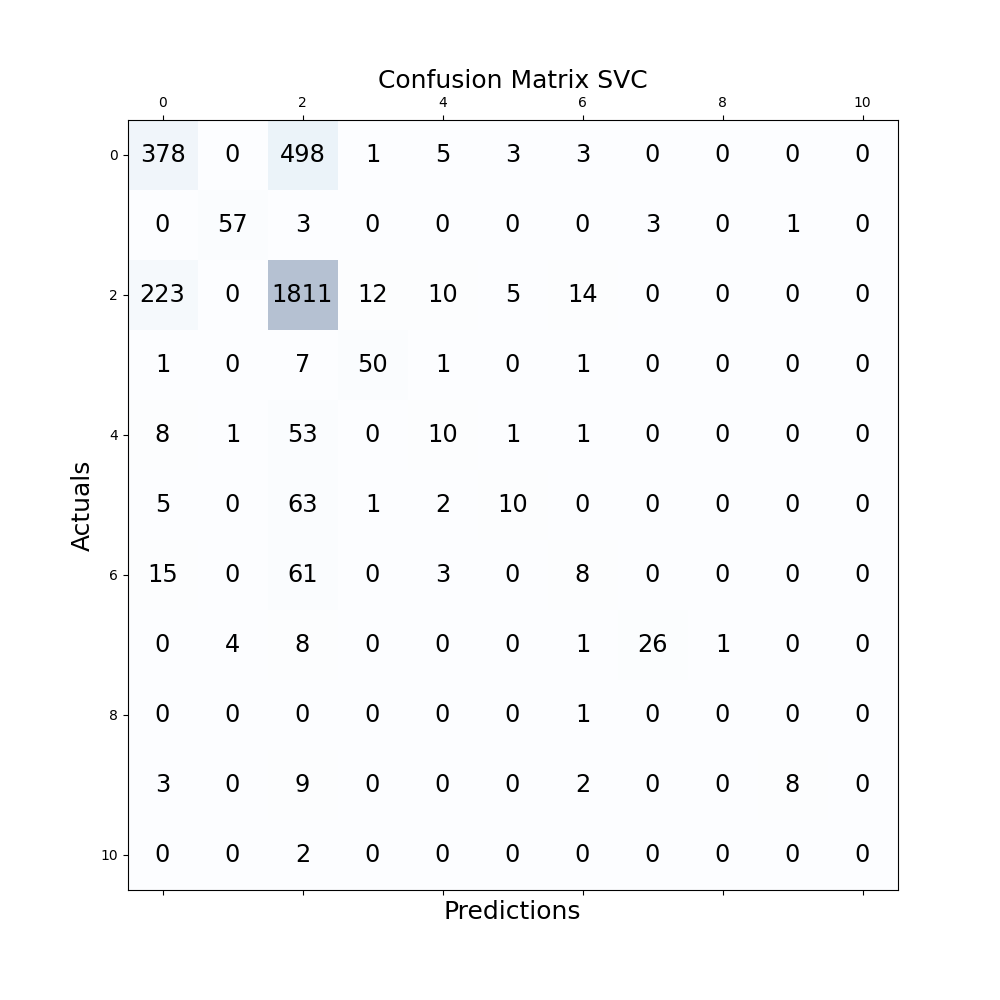 Confusion Matrix SVC
0 2 4 6 8 10
0 378 0 498 1 5 3 3 0 0 0 0
0 57 3 0 0 0 0 3 0 1 0
2 223 0 1811 12 10 5 14 0 0 0 0
1 0 7 50 1 0 1 0 0 0 0
4 8 1 53 0 10 1 1 0 0 0 0
Actuals
5 0 63 1 2 10 0 0 0 0 0
6 15 0 61 0 3 0 8 0 0 0 0
0 4 8 0 0 0 1 26 1 0 0
8 0 0 0 0 0 0 1 0 0 0 0
3 0 9 0 0 0 2 0 0 8 0
10 0 0 2 0 0 0 0 0 0 0 0
Predictions